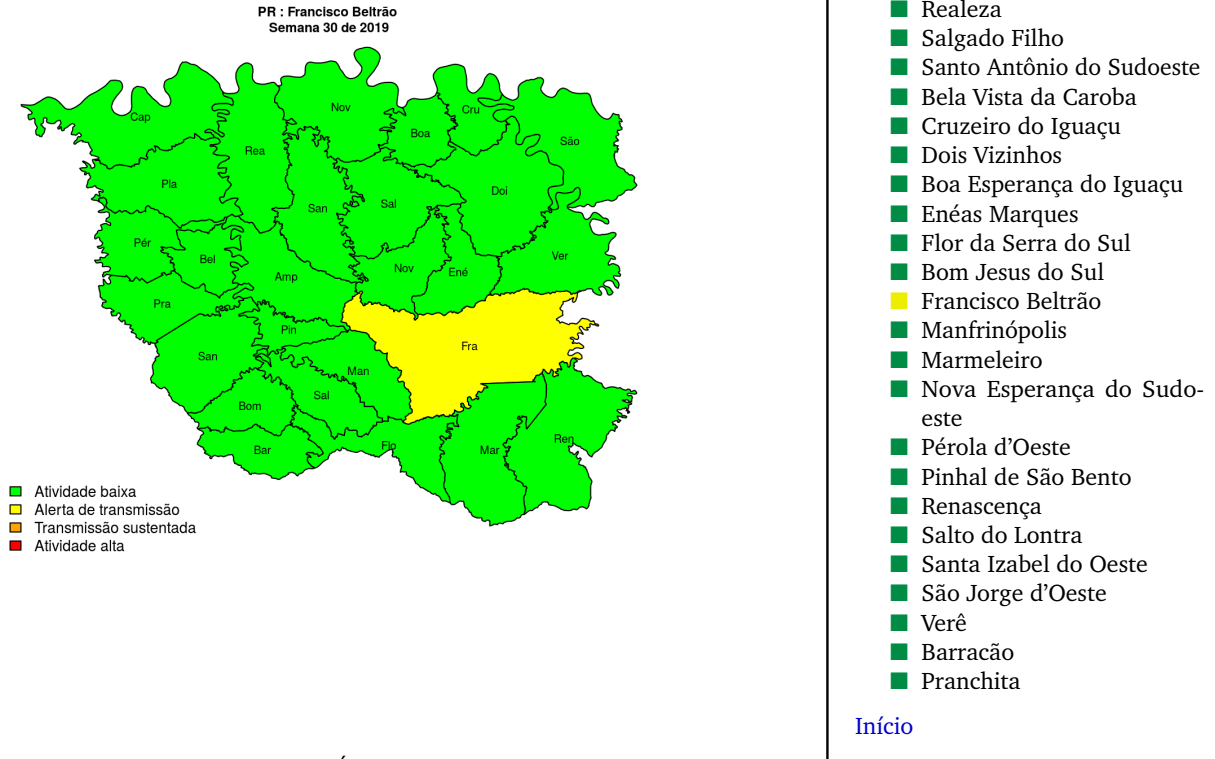 PR : Francisco Beltrão
Semana 30 de 2019
Cap
Nov
Cru
Boa
São
Rea
Pla
Doi
Sal
San
Pér
Bel
Ver
Nov
Ené
Amp
Pra
Pin
Fra
San
Man
Sal
Bom
Flo
Ren
Bar
Mar
Atividade baixa
Alerta de transmissão
Transmissão sustentada
Atividade alta
Realeza
Salgado Filho
Santo Antônio do Sudoeste
Bela Vista da Caroba
Cruzeiro do Iguaçu
Dois Vizinhos
Boa Esperança do Iguaçu
Enéas Marques
Flor da Serra do Sul
Bom Jesus do Sul
Francisco Beltrão
Manfrinópolis
Marmeleiro
Nova Esperança do Sudo-
este
Pérola d'Oeste
Pinhal de São Bento
Renascença
Salto do Lontra
Santa Izabel do Oeste
São Jorge d'Oeste
Verê
Barracão
Pranchita
Início